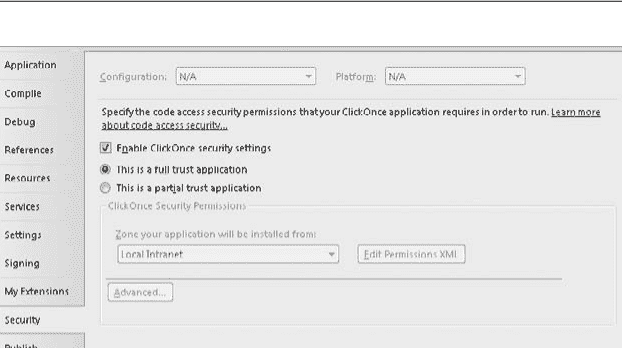 Application
Compile
Debug
References
Resources
Services
Settings
Signing
My Extensions
Security
Publish
Configuration: N/A Platform: N/A
Specify the code access security permissions that your ClickOnce application requires in order to run. Learn more
about code access security...
Enable ClickOnce security settings
This is a full trust application
This is a partial trust application
ClickOnce Security Permissions
Zone your application will be installed from:
Local Intranet Edit Permissions XML
Advanced...